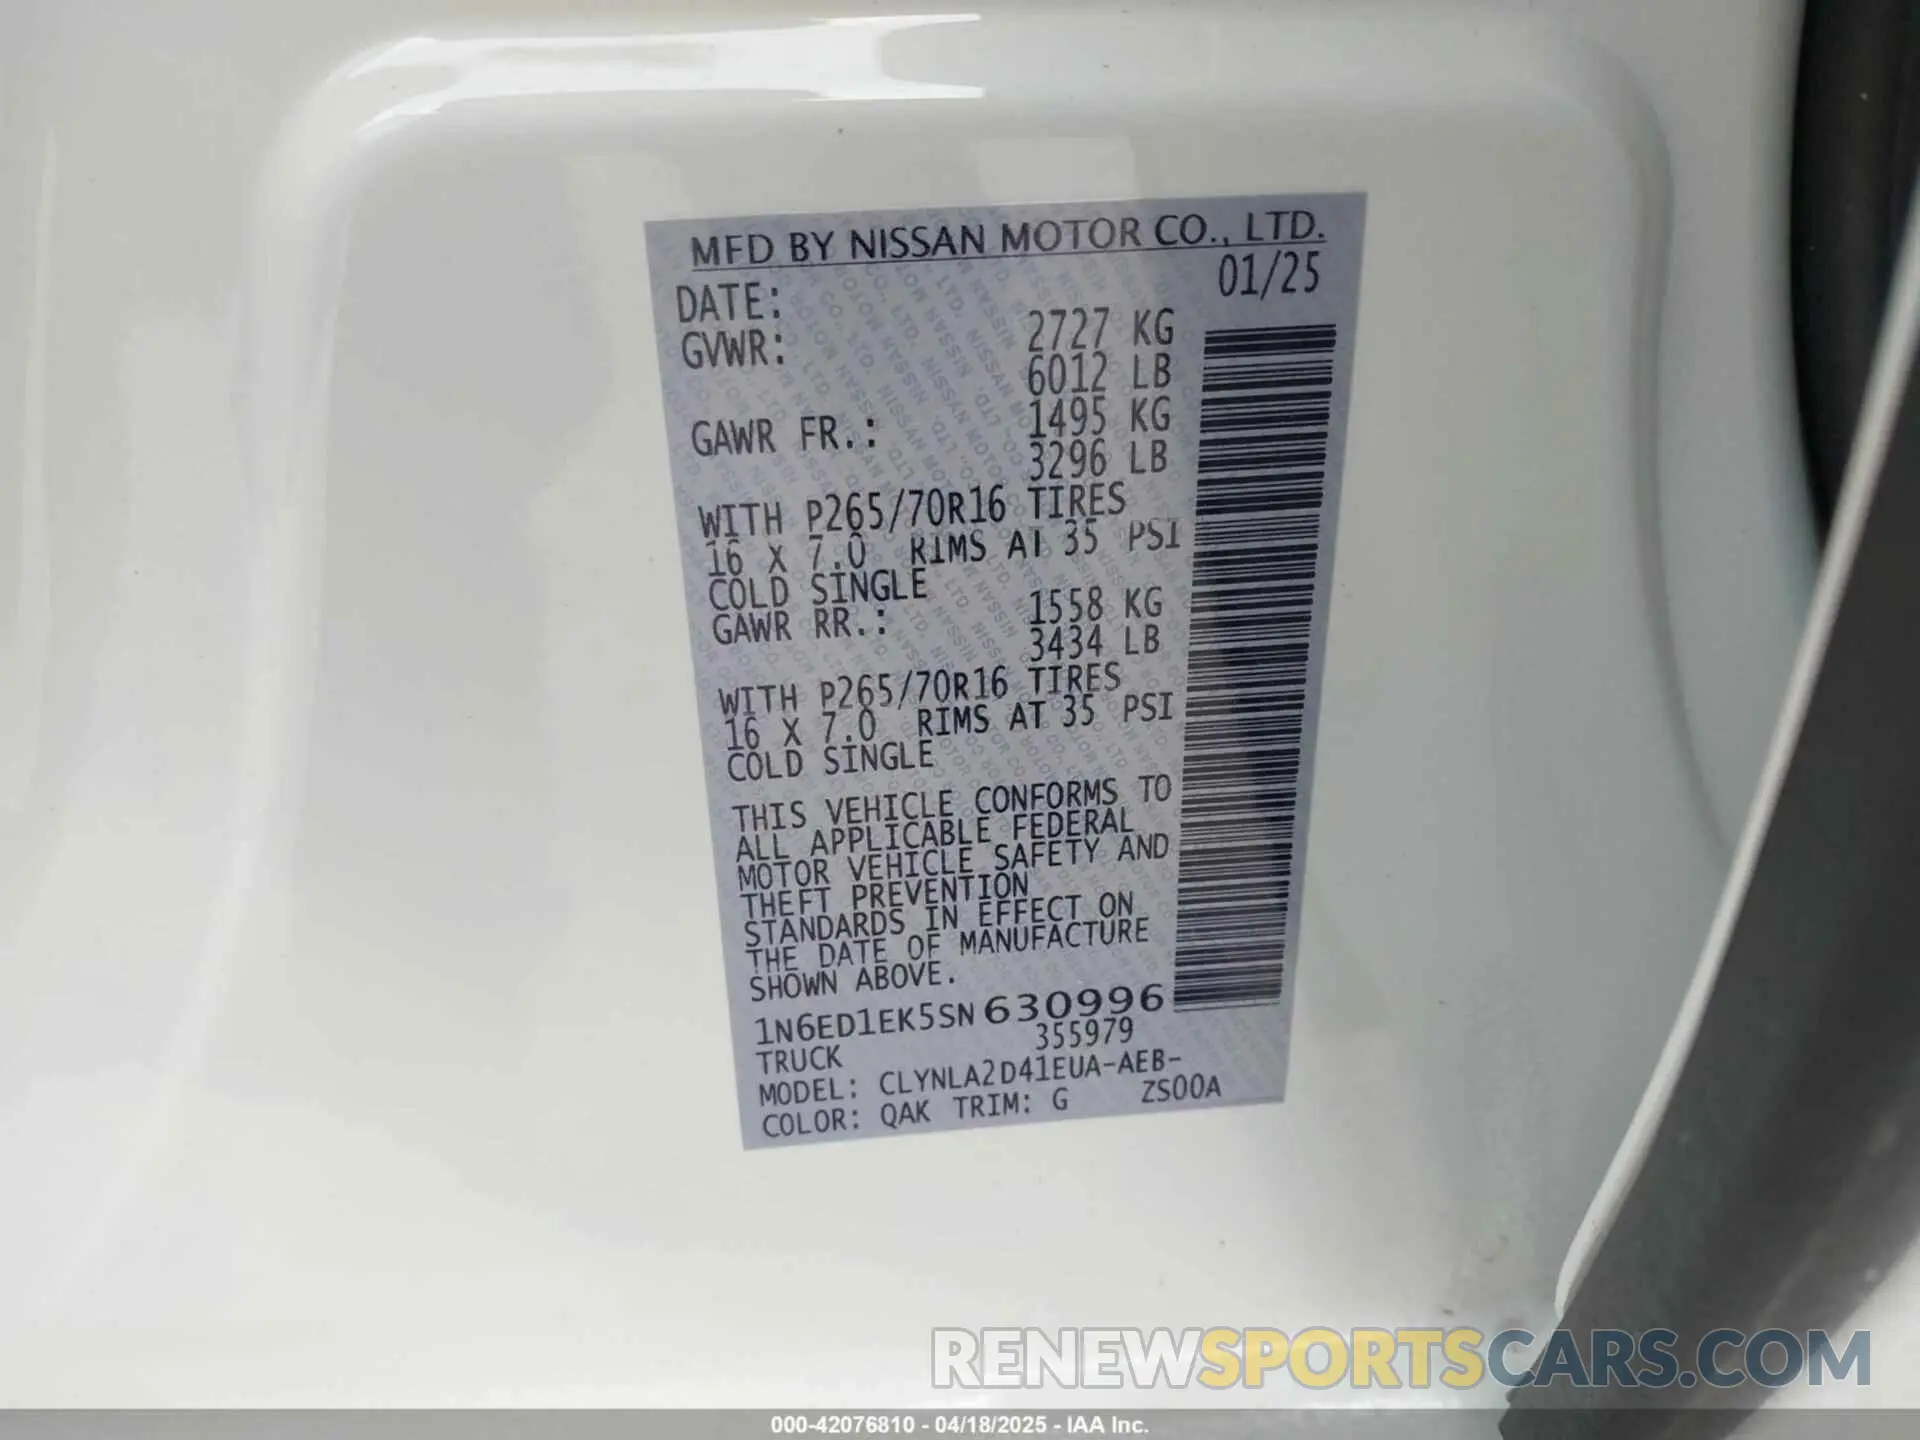 MFD BY NISSAN MOTOR CO., LTD.
DATE: 01/25
GVWR: 2727 KG
6012 LB
GAWR FR.: 1495 KG
3296 LB
WITH P265/70R16 TIRES
16 X 7.0 RIMS AT 35 PSI
COLD SINGLE
GAWR RR.: 1558 KG
3434 LB
WITH P265/70R16 TIRES
16 X 7.0 RIMS AT 35 PSI
COLD SINGLE
THIS VEHICLE CONFORMS TO
ALL APPLICABLE FEDERAL
MOTOR VEHICLE SAFETY AND
THEFT PREVENTION
STANDARDS IN EFFECT ON
THE DATE OF MANUFACTURE
SHOWN ABOVE.
1N6ED1EK5SN630996
TRUCK 355979
MODEL: CLYNLA2D41EUA-AEB-
COLOR: QAK TRIM: G ZS00A
RENEWSPORTSCARS.COM
000-42076810 - 04/18/2025 - IAA Inc.